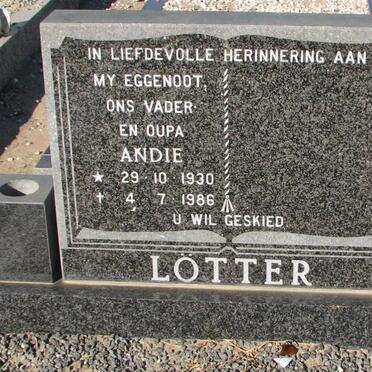 IN LIEFDEVOLLE HERINNERING AAN
MY EGGENOOT,
ONS VADER
EN OUPA
ANDIE
★ 29·10·1930
† 4·7·1986
U WIL GESKIED
LÖTTER